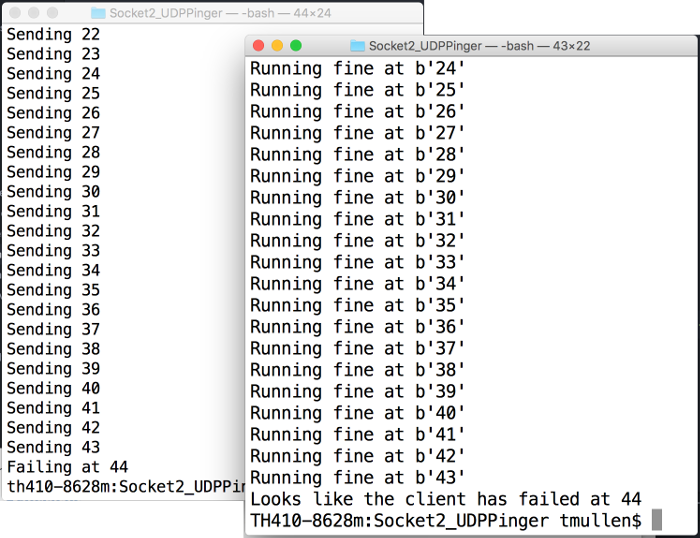 Socket2_UDPPinger — -bash — 44×24
Sending 22
Sending 23
Sending 24
Sending 25
Sending 26
Sending 27
Sending 28
Sending 29
Sending 30
Sending 31
Sending 32
Sending 33
Sending 34
Sending 35
Sending 36
Sending 37
Sending 38
Sending 39
Sending 40
Sending 41
Sending 42
Sending 43
Failing at 44
th410-8628m:Socket2_UDPPin
Socket2_UDPPinger — -bash — 43×22
Running fine at b'24'
Running fine at b'25'
Running fine at b'26'
Running fine at b'27'
Running fine at b'28'
Running fine at b'29'
Running fine at b'30'
Running fine at b'31'
Running fine at b'32'
Running fine at b'33'
Running fine at b'34'
Running fine at b'35'
Running fine at b'36'
Running fine at b'37'
Running fine at b'38'
Running fine at b'39'
Running fine at b'40'
Running fine at b'41'
Running fine at b'42'
Running fine at b'43'
Looks like the client has failed at 44
TH410-8628m:Socket2_UDPPinger tmullen$